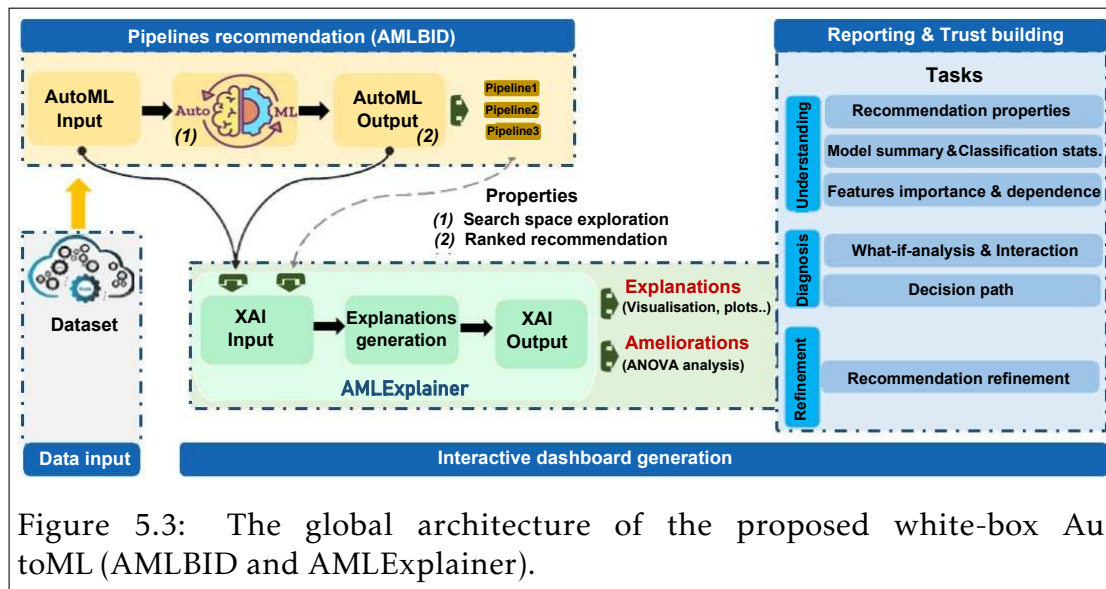 Pipelines recommendation (AMLBID)
AutoML
Input
Auto
ML
(1)
AutoML
Output
(2)
Pipeline1
Pipeline2
Pipeline3
Properties
(1) Search space exploration
(2) Ranked recommendation
Dataset
Data input
XAI
Input
Explanations
generation
XAI
Output
AMLExplainer
Explanations
(Visualisation, plots..)
Ameliorations
(ANOVA analysis)
Interactive dashboard generation
Reporting & Trust building
Tasks
Understanding
Recommendation properties
Model summary & Classification stats.
Features importance & dependence
Diagnosis
What-if-analysis & Interaction
Decision path
Refinement
Recommendation refinement
Figure 5.3: The global architecture of the proposed white-box Au
toML (AMLBID and AMLExplainer).